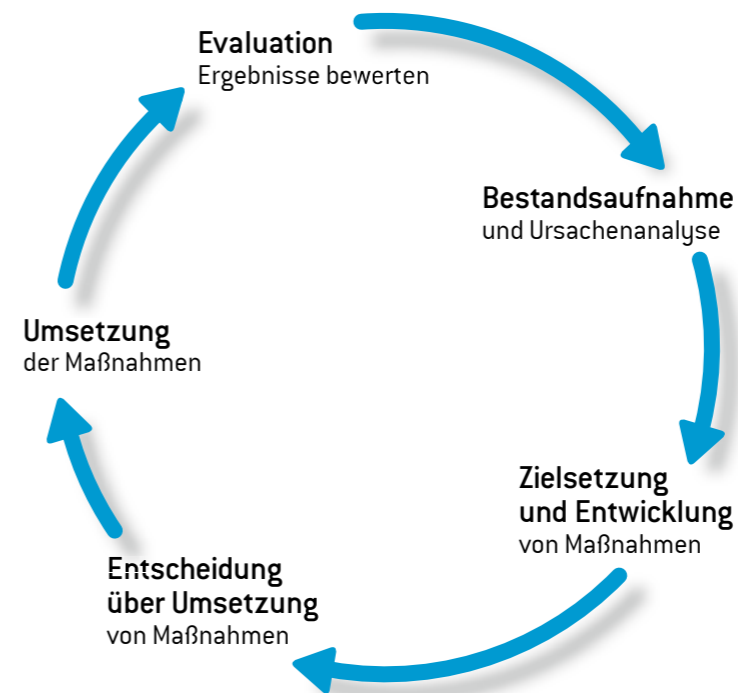 Evaluation
Ergebnisse bewerten
Bestandsaufnahme
und Ursachenanalyse
Zielsetzung
und Entwicklung
von Maßnahmen
Entscheidung
über Umsetzung
von Maßnahmen
Umsetzung
der Maßnahmen